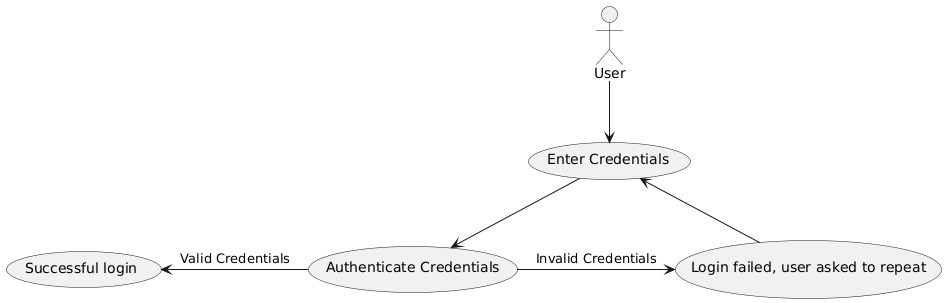 User
Enter Credentials
Successful login
Valid Credentials
Authenticate Credentials
Invalid Credentials
Login failed, user asked to repeat